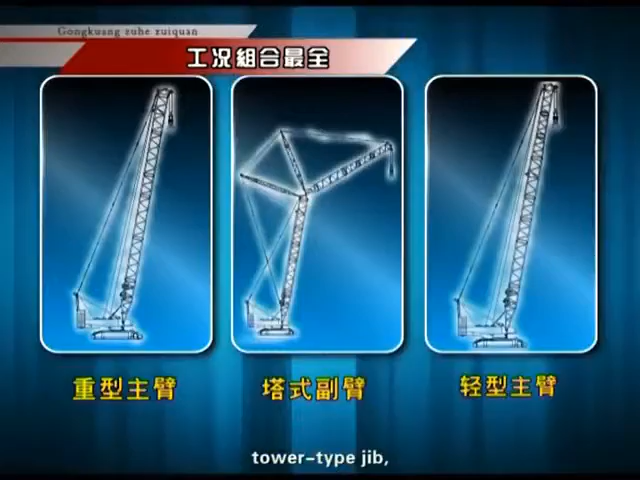 Gongkuang zuhe zuiquan
工况組合最全
重型主臂
塔式副臂
轻型主臂
tower-type jib,